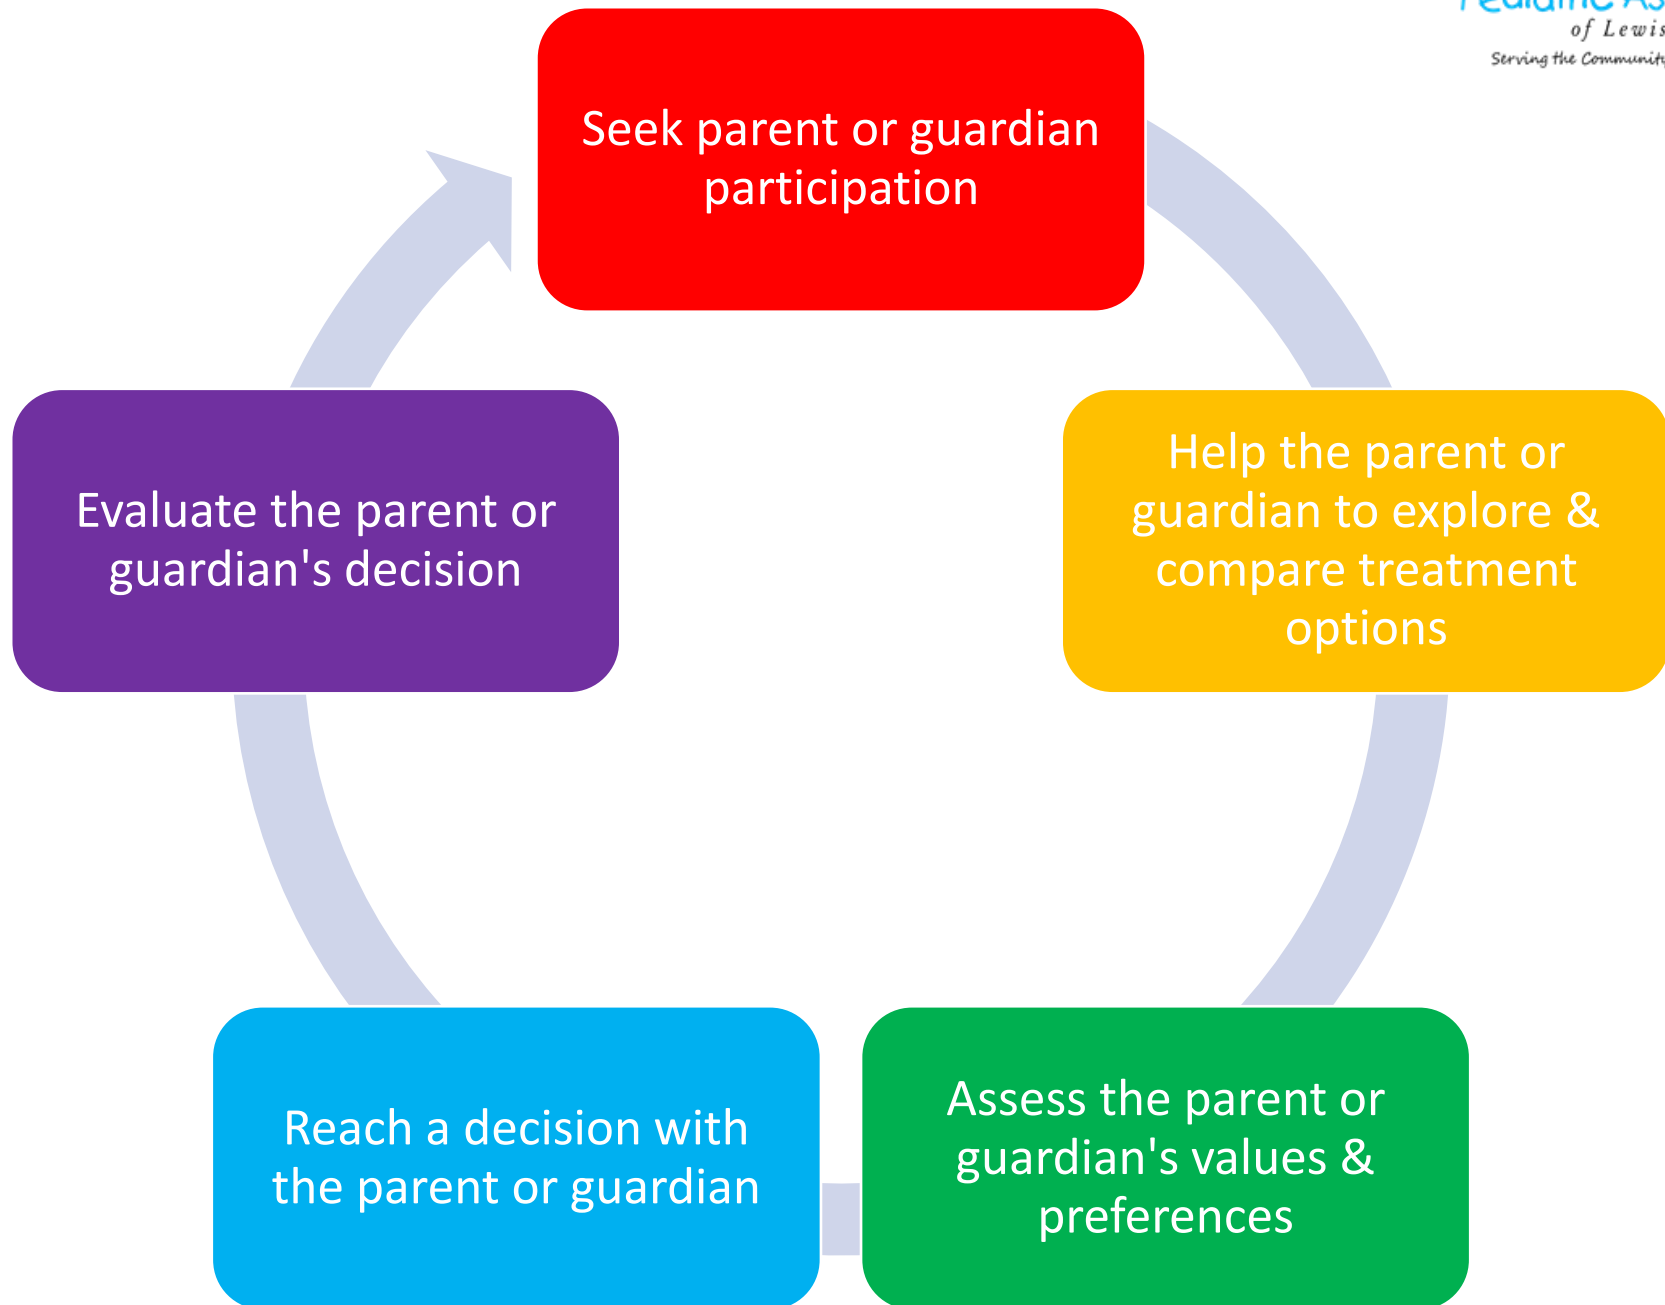 of Lewis
Serving the Community
Seek parent or guardian
participation
Help the parent or
guardian to explore &
compare treatment
options
Assess the parent or
guardian's values &
preferences
Reach a decision with
the parent or guardian
Evaluate the parent or
guardian's decision